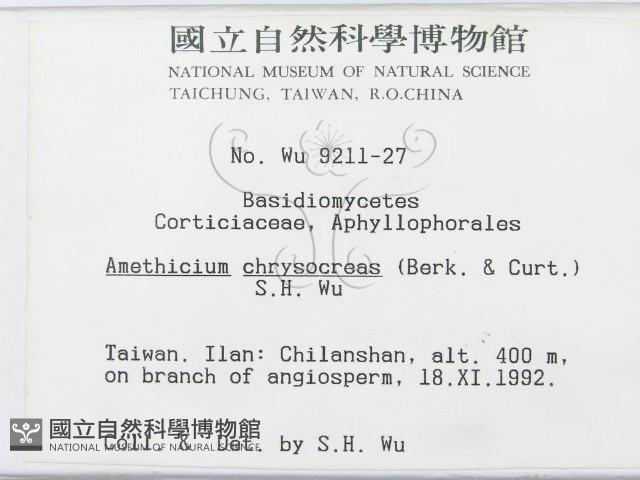 國立自然科學博物館
NATIONAL MUSEUM OF NATURAL SCIENCE
TAICHUNG, TAIWAN, R.O.CHINA
No. Wu 9211-27
Basidiomycetes
Corticiaceae, Aphyllophorales
Amethicium chrysocreas (Berk. & Curt.)
S.H. Wu
Taiwan. Ilan: Chilanshan, alt. 400 m,
on branch of angiosperm, 18.XI.1992.
Coll. & Det. by S.H. Wu
國立自然科學博物館
NATIONAL MUSEUM OF NATURAL SCIENCE